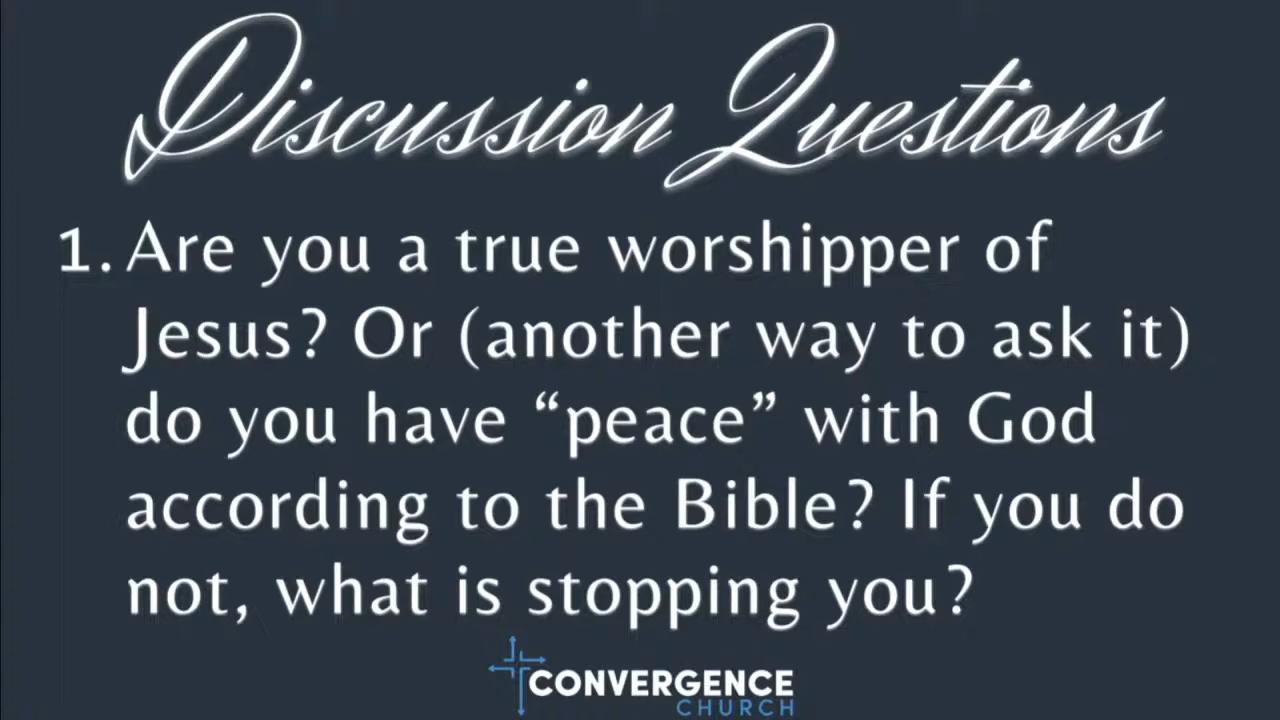 Discussion Questions
1. Are you a true worshipper of
Jesus? Or (another way to ask it)
do you have “peace” with God
according to the Bible? If you do
not, what is stopping you?
CONVERGENCE
CHURCH